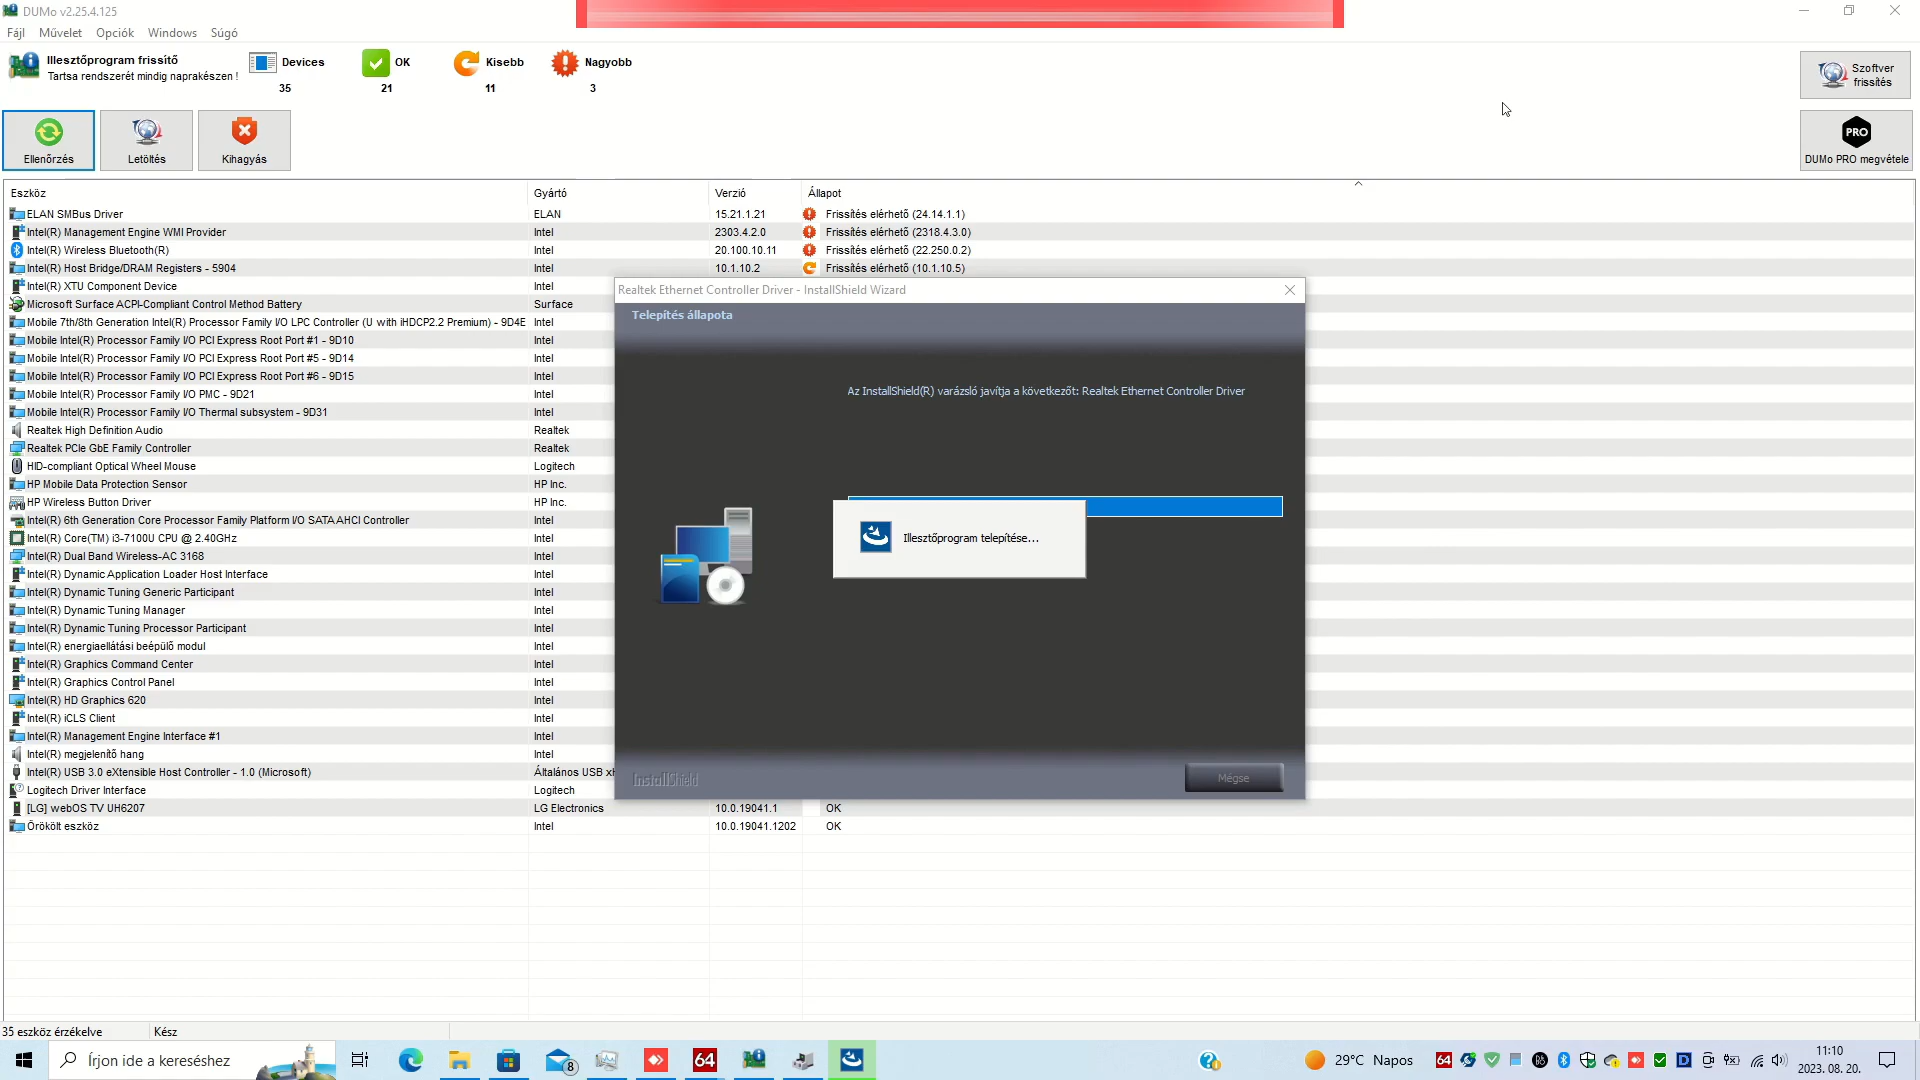 DUMo v2.25.4.125
Fájl Művelet Opciók Windows Súgó
Illesztőprogram frissítő
Tartsa rendszerét mindig naprakészen !
Devices
35
OK
21
Kisebb
11
Nagyobb
3
Szoftver
frissítés
Ellenőrzés
Letöltés
Kihagyás
PRO
DUMo PRO megvétele
Eszköz Gyártó Verzió Állapot
ELAN SMBus Driver ELAN 15.21.1.21 Frissítés elérhető (24.14.1.1)
Intel(R) Management Engine WMI Provider Intel 2303.4.2.0 Frissítés elérhető (2318.4.3.0)
Intel(R) Wireless Bluetooth(R) Intel 20.100.10.11 Frissítés elérhető (22.250.0.2)
Intel(R) Host Bridge/DRAM Registers - 5904 Intel 10.1.10.2 Frissítés elérhető (10.1.10.5)
Intel(R) XTU Component Device Intel
Microsoft Surface ACPI-Compliant Control Method Battery Surface
Mobile 7th/8th Generation Intel(R) Processor Family I/O LPC Controller (U with iHDCP2.2 Premium) - 9D4E Intel
Mobile Intel(R) Processor Family I/O PCI Express Root Port #1 - 9D10 Intel
Mobile Intel(R) Processor Family I/O PCI Express Root Port #5 - 9D14 Intel
Mobile Intel(R) Processor Family I/O PCI Express Root Port #6 - 9D15 Intel
Mobile Intel(R) Processor Family I/O PMC - 9D21 Intel
Mobile Intel(R) Processor Family I/O Thermal subsystem - 9D31 Intel
Realtek High Definition Audio Realtek
Realtek PCIe GbE Family Controller Realtek
HID-compliant Optical Wheel Mouse Logitech
HP Mobile Data Protection Sensor HP Inc.
HP Wireless Button Driver HP Inc.
Intel(R) 6th Generation Core Processor Family Platform I/O SATA AHCI Controller Intel
Intel(R) Core(TM) i3-7100U CPU @ 2.40GHz Intel
Intel(R) Dual Band Wireless-AC 3168 Intel
Intel(R) Dynamic Application Loader Host Interface Intel
Intel(R) Dynamic Tuning Generic Participant Intel
Intel(R) Dynamic Tuning Manager Intel
Intel(R) Dynamic Tuning Processor Participant Intel
Intel(R) energiaellátási beépülő modul Intel
Intel(R) Graphics Command Center Intel
Intel(R) Graphics Control Panel Intel
Intel(R) HD Graphics 620 Intel
Intel(R) iCLS Client Intel
Intel(R) Management Engine Interface #1 Intel
Intel(R) megjelenítő hang Intel
Intel(R) USB 3.0 eXtensible Host Controller - 1.0 (Microsoft) Általános USB xH
Logitech Driver Interface Logitech
[LG] webOS TV UH6207 LG Electronics 10.0.19041.1 OK
Örökölt eszköz Intel 10.0.19041.1202 OK
Realtek Ethernet Controller Driver - InstallShield Wizard
Telepítés állapota
Az InstallShield(R) varázsló javítja a következőt: Realtek Ethernet Controller Driver
Illesztőprogram telepítése...
InstallShield
Mégse
35 eszköz érzékelve Kész
Írjon ide a kereséshez
8
64
29°C Napos
64
11:10
2023. 08. 20.